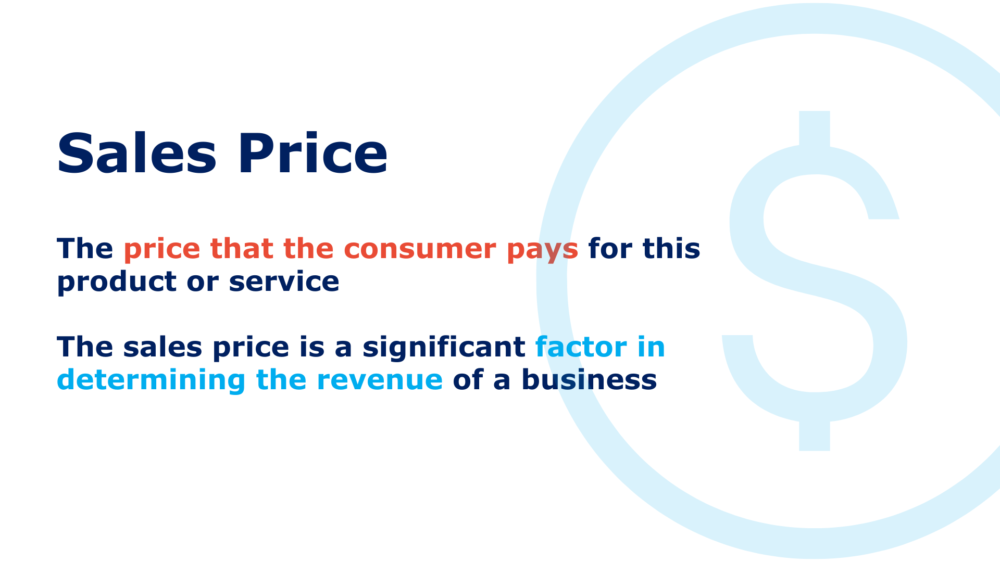 Sales Price
The price that the consumer pays for this
product or service
The sales price is a significant factor in
determining the revenue of a business
$